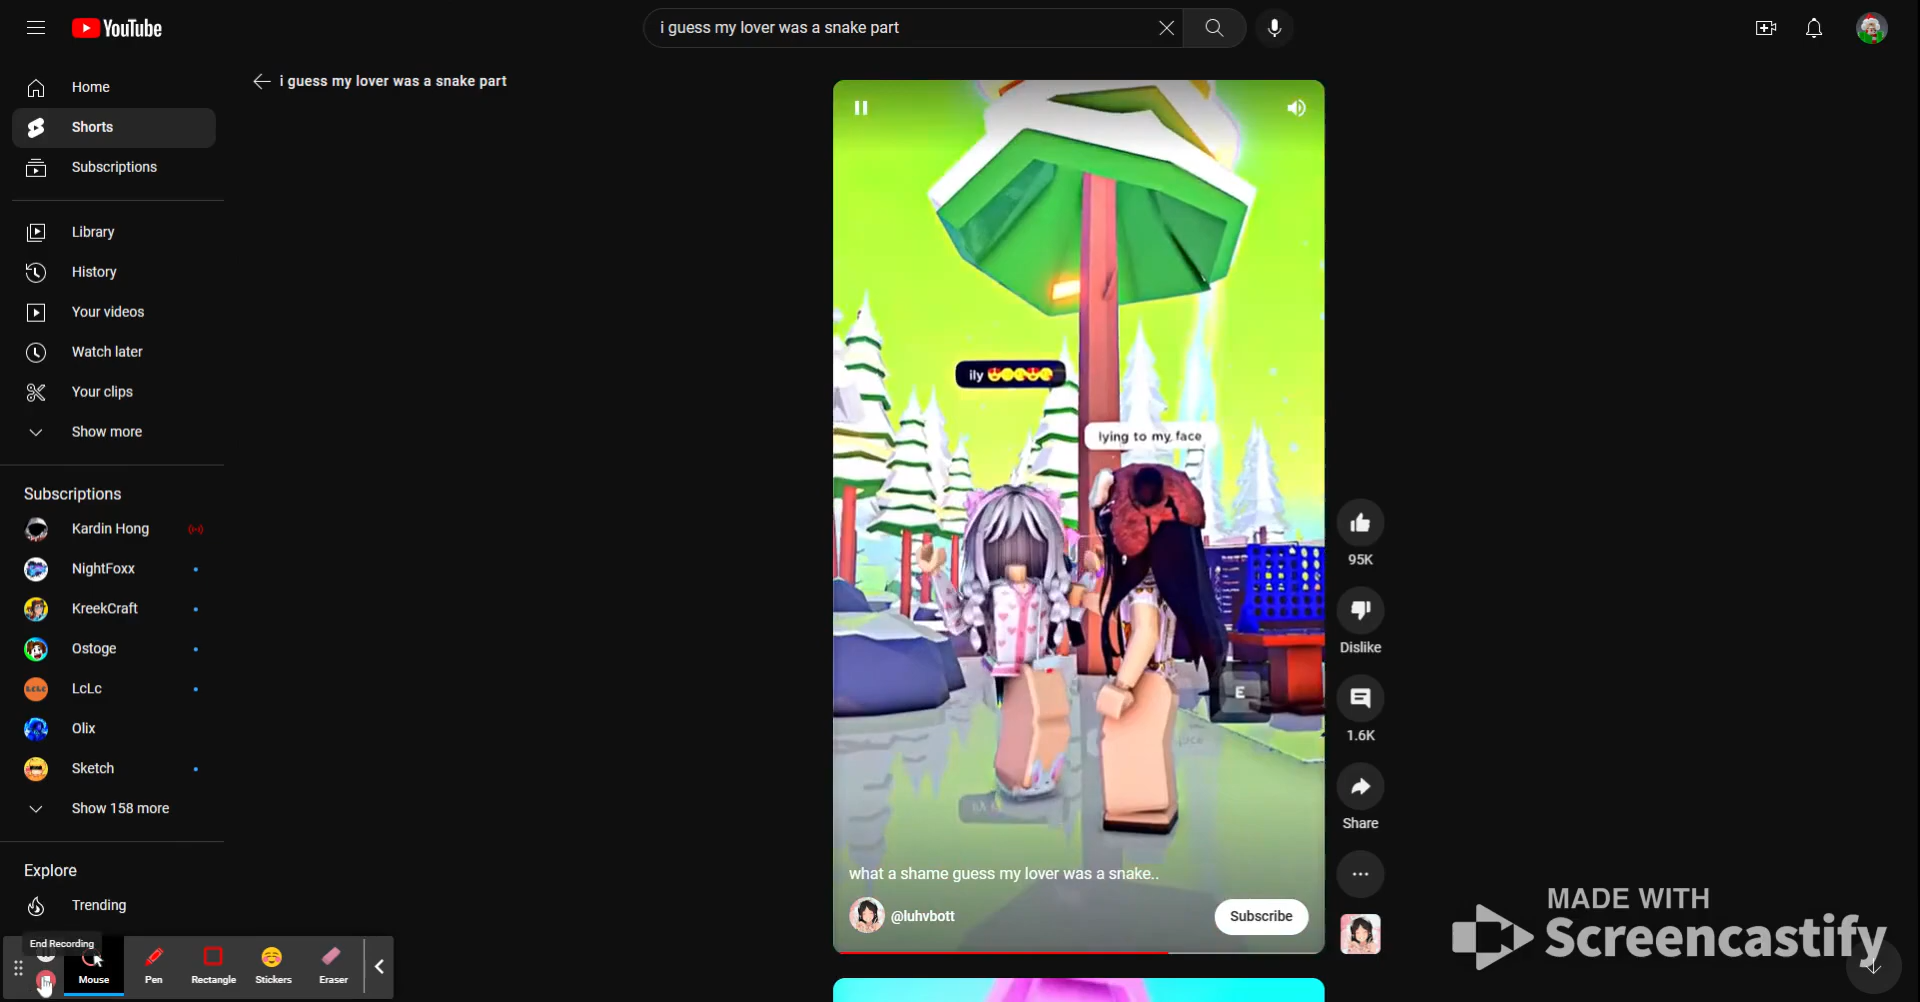 YouTube
i guess my lover was a snake part
i guess my lover was a snake part
Home
Shorts
Subscriptions
Library
History
Your videos
Watch later
Your clips
Show more
Subscriptions
Kardin Hong
NightFoxx
KreekCraft
Ostoge
LcLc
Olix
Sketch
Show 158 more
Explore
Trending
End Recording
Mouse
Pen
Rectangle
Stickers
Eraser
ily 😍😘😘😍😘
lying to my face
E
what a shame guess my lover was a snake..
@luhvbott
Subscribe
95K
Dislike
1.6K
Share
MADE WITH
Screencastify